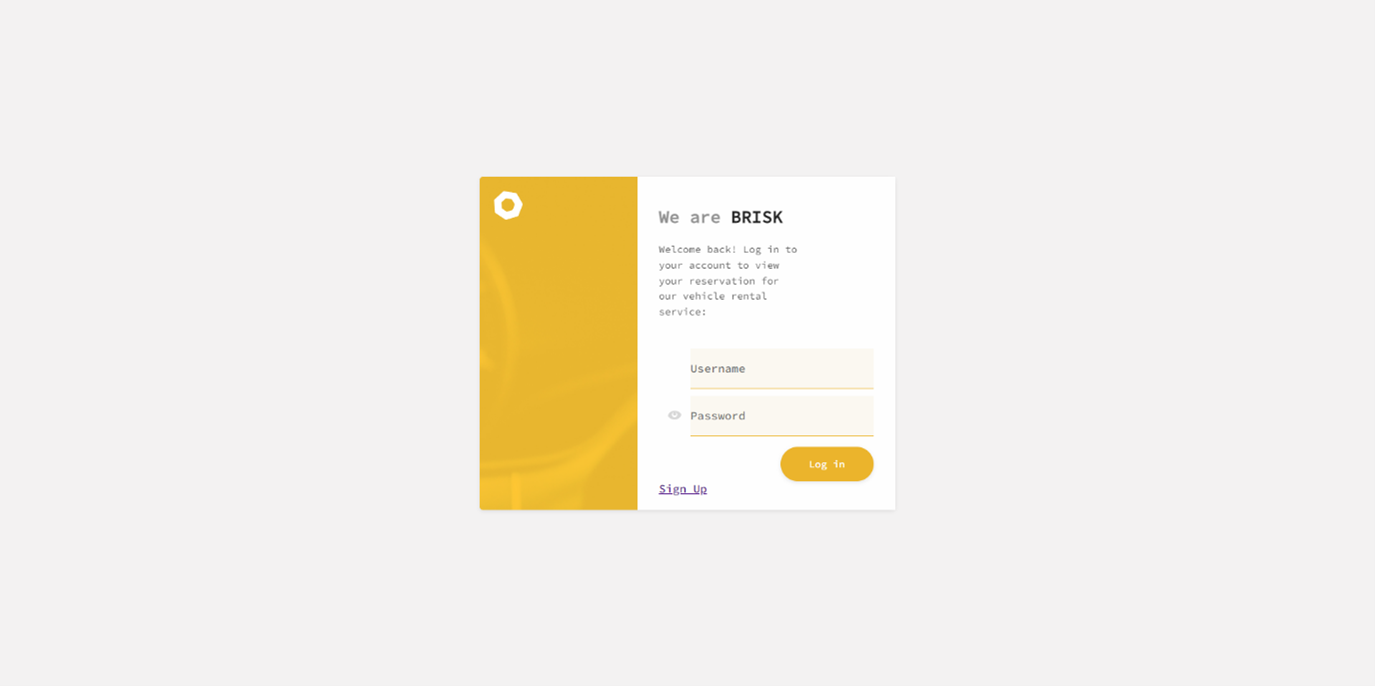 We are BRISK
Welcome back! Log in to
your account to view
your reservation for
our vehicle rental
service:
Username
Password
Log in
Sign Up